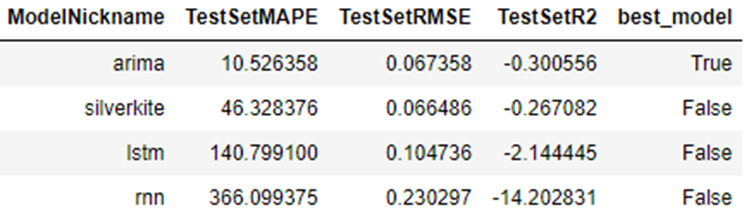 ModelNickname TestSetMAPE TestSetRMSE TestSetR2 best_model
arima 10.526358 0.067358 -0.300556 True
silverkite 46.328376 0.066486 -0.267082 False
lstm 140.799100 0.104736 -2.144445 False
rnn 366.099375 0.230297 -14.202831 False